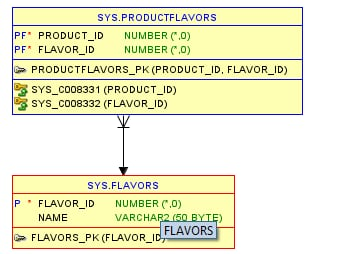 SYS.PRODUCTFLAVORS
PF* PRODUCT_ID NUMBER (*,0)
PF* FLAVOR_ID NUMBER (*,0)
PRODUCTFLAVORS_PK (PRODUCT_ID, FLAVOR_ID)
SYS_C008331 (PRODUCT_ID)
SYS_C008332 (FLAVOR_ID)
SYS.FLAVORS
P * FLAVOR_ID NUMBER (*,0)
NAME VARCHAR2 (50 BYTE)
FLAVORS_PK (FLAVOR_ID)
FLAVORS